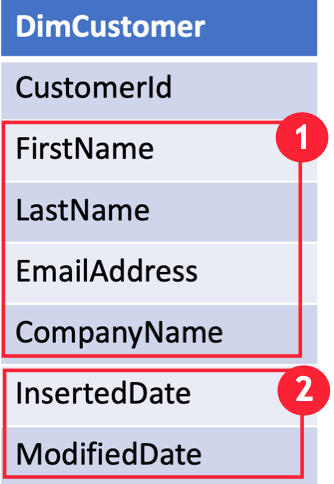 DimCustomer
CustomerId
1
FirstName
LastName
EmailAddress
CompanyName
2
InsertedDate
ModifiedDate